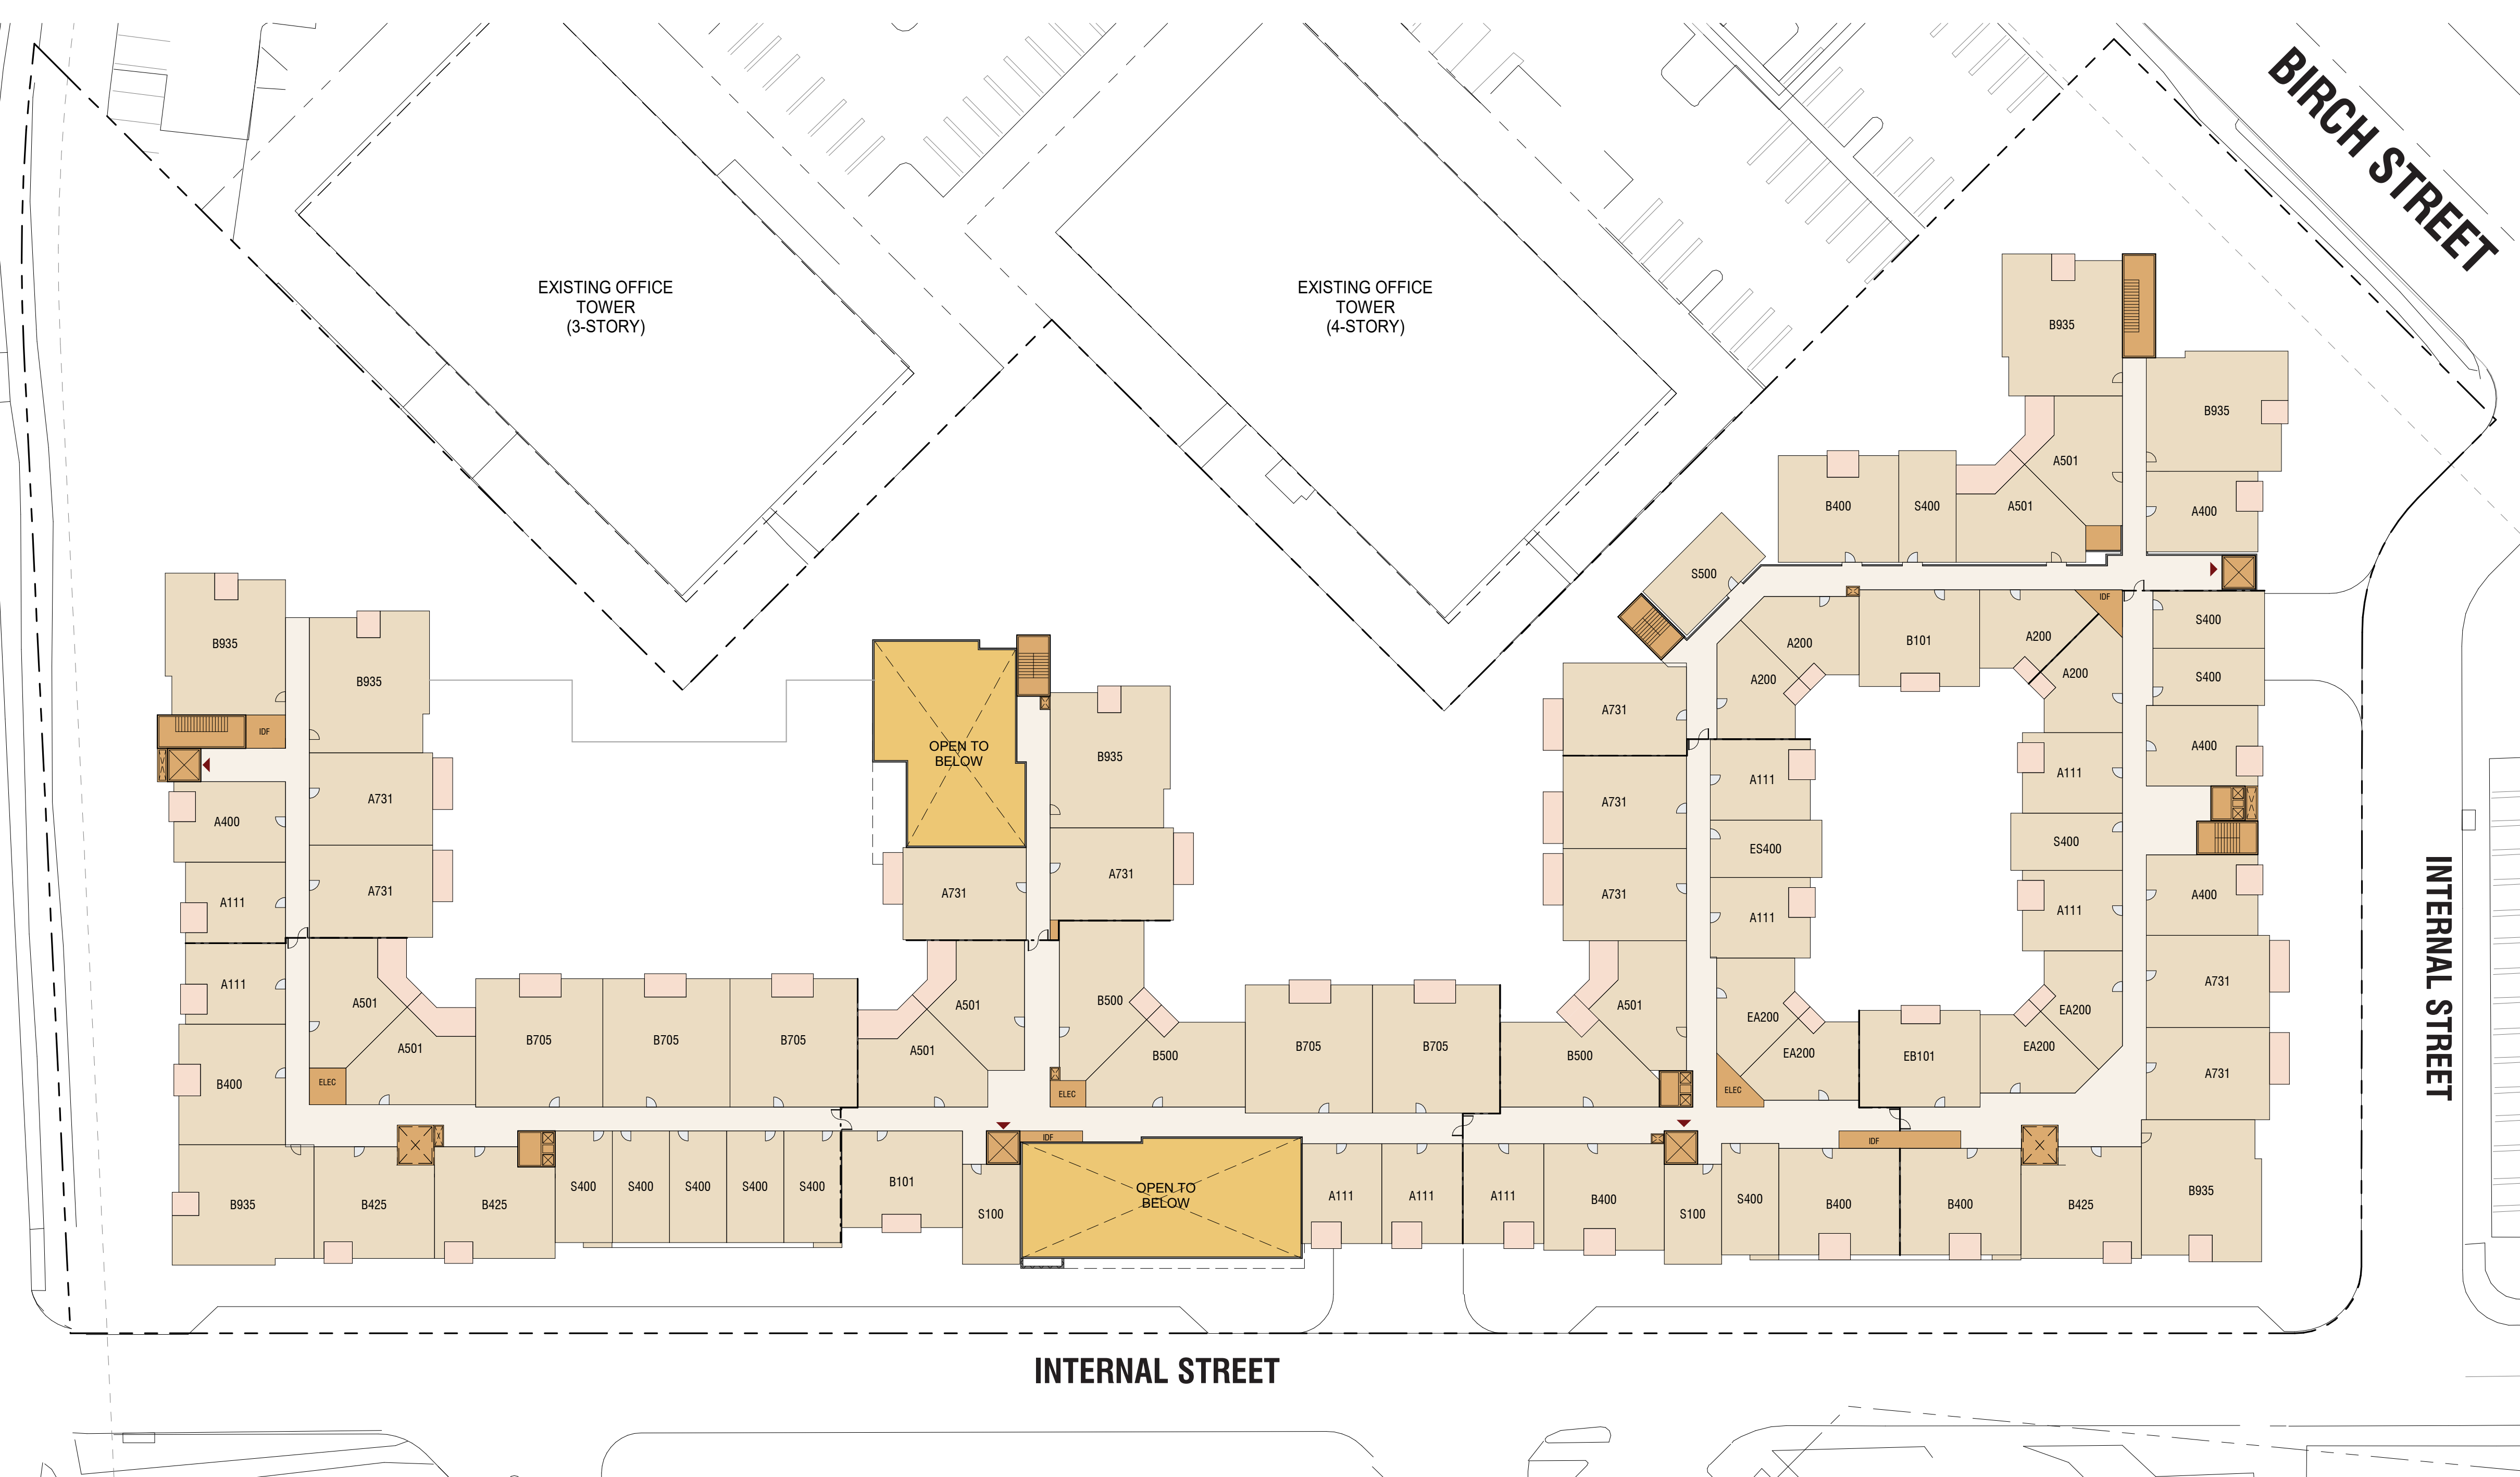 BIRCH STREET
EXISTING OFFICE
TOWER
(3-STORY)
EXISTING OFFICE
TOWER
(4-STORY)
B935
B935
A501
B400
S400
A501
A400
S500
IDF
S400
A200
B101
A200
A200
A200
S400
B935
B935
IDF
OPEN TO
BELOW
B935
A731
A111
A111
A400
A731
A400
A731
ES400
S400
A731
A731
A111
A731
A731
A731
A111
A111
A400
A501
A501
B500
A501
EA200
EA200
A731
A111
A501
A501
B705
B705
B705
B500
B705
B705
B500
EA200
EB101
EA200
A731
B400
ELEC
ELEC
ELEC
INTERNAL STREET
IDF
IDF
B935
B425
B425
S400
S400
S400
S400
S400
B101
S100
OPEN TO
BELOW
A111
A111
A111
B400
S100
S400
B400
B400
B425
B935
INTERNAL STREET